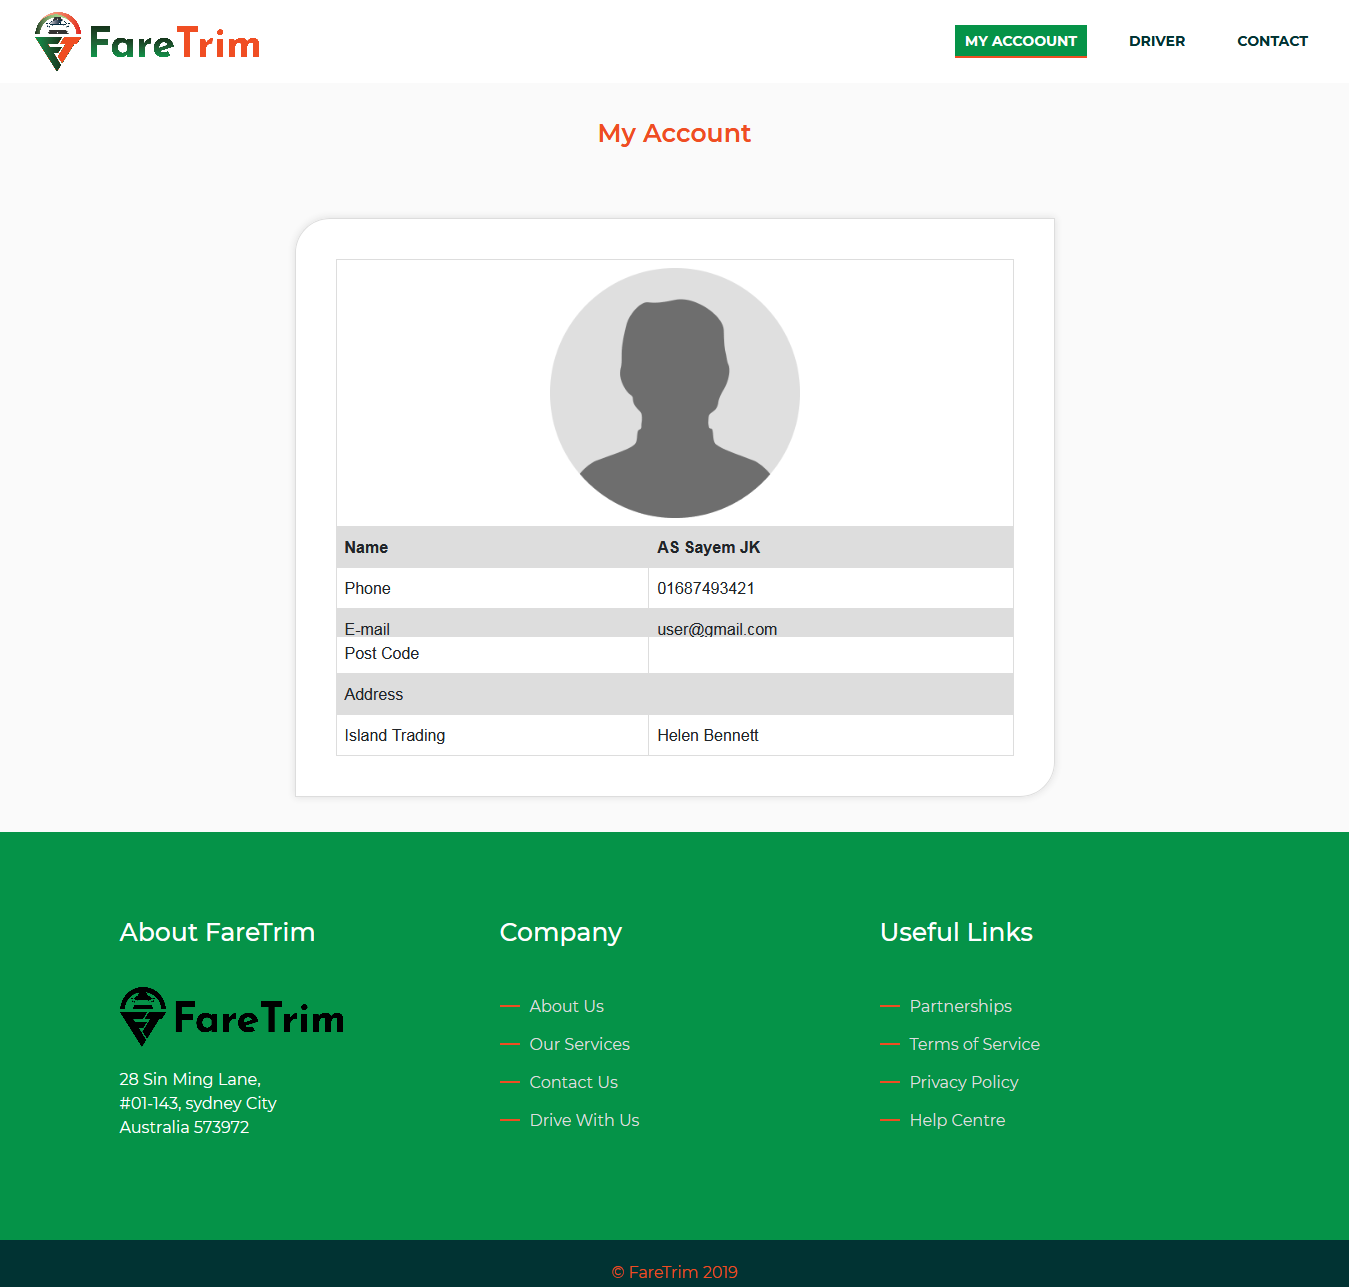 FareTrim
MY ACCOOUNT DRIVER CONTACT
My Account
Name AS Sayem JK
Phone 01687493421
E-mail user@gmail.com
Post Code
Address
Island Trading Helen Bennett
About FareTrim
FareTrim
28 Sin Ming Lane,
#01-143, sydney City
Australia 573972
Company
About Us
Our Services
Contact Us
Drive With Us
Useful Links
Partnerships
Terms of Service
Privacy Policy
Help Centre
© FareTrim 2019